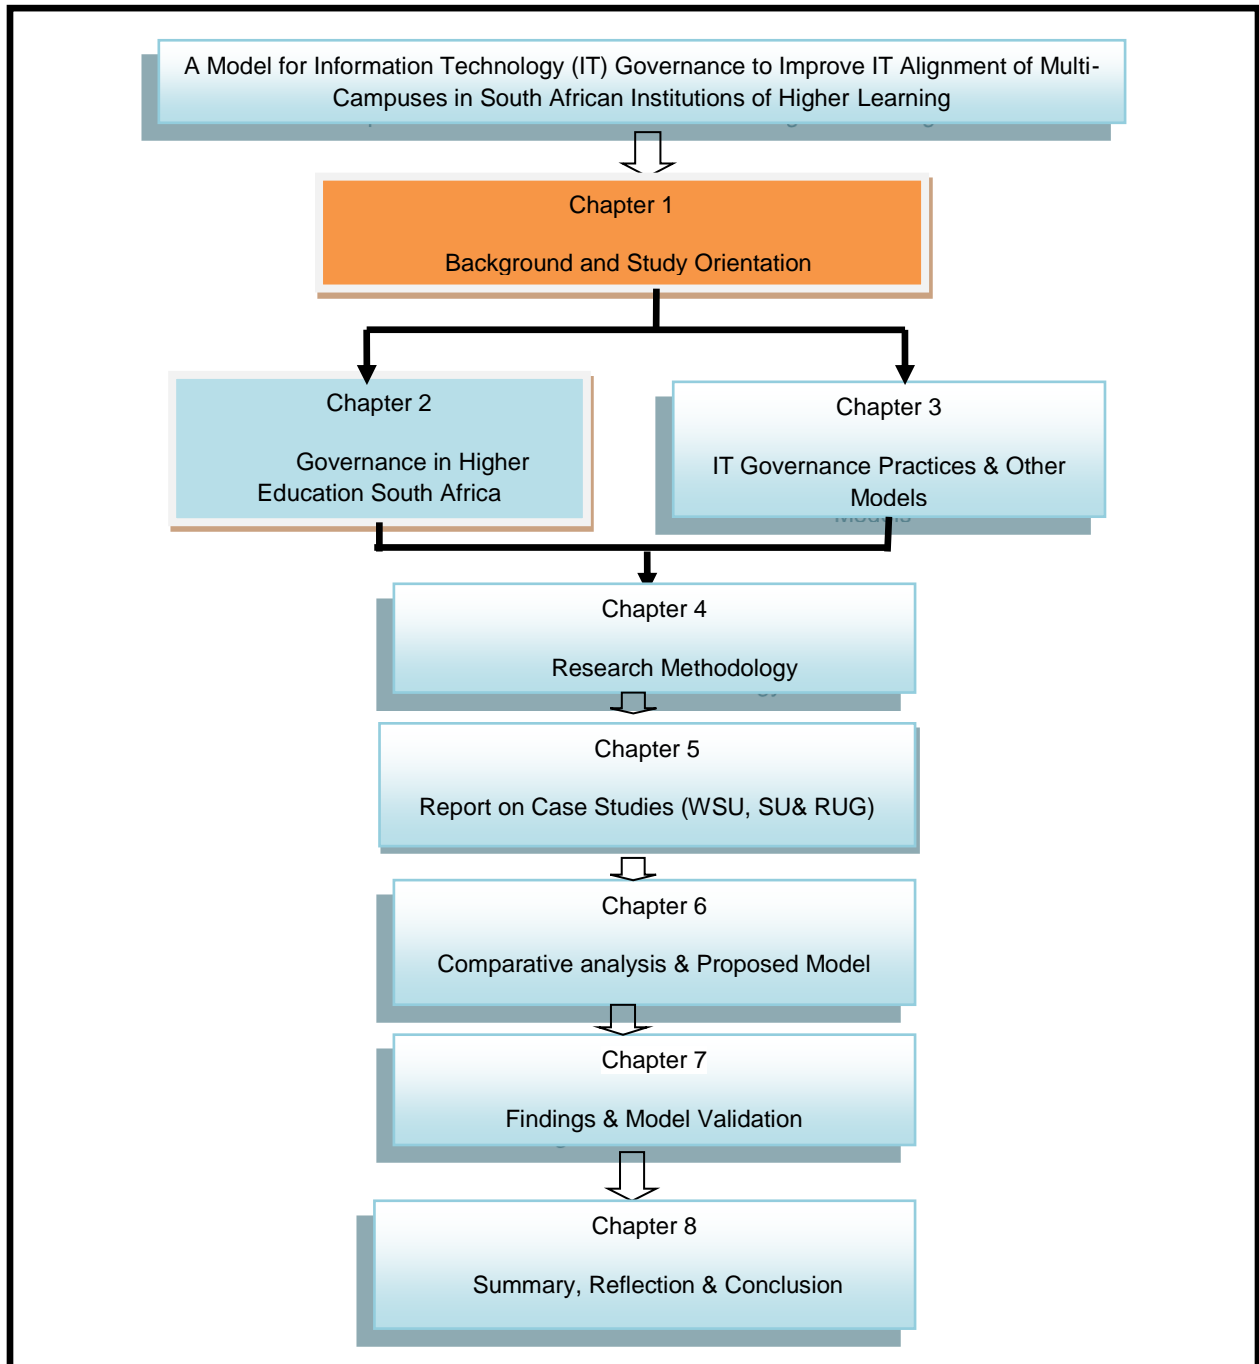 A Model for Information Technology (IT) Governance to Improve IT Alignment of Multi-
Campuses in South African Institutions of Higher Learning
Chapter 1
Background and Study Orientation
Chapter 2
Governance in Higher
Education South Africa
Chapter 3
IT Governance Practices & Other
Models
Chapter 4
Research Methodology
Chapter 5
Report on Case Studies (WSU, SU& RUG)
Chapter 6
Comparative analysis & Proposed Model
Chapter 7
Findings & Model Validation
Chapter 8
Summary, Reflection & Conclusion